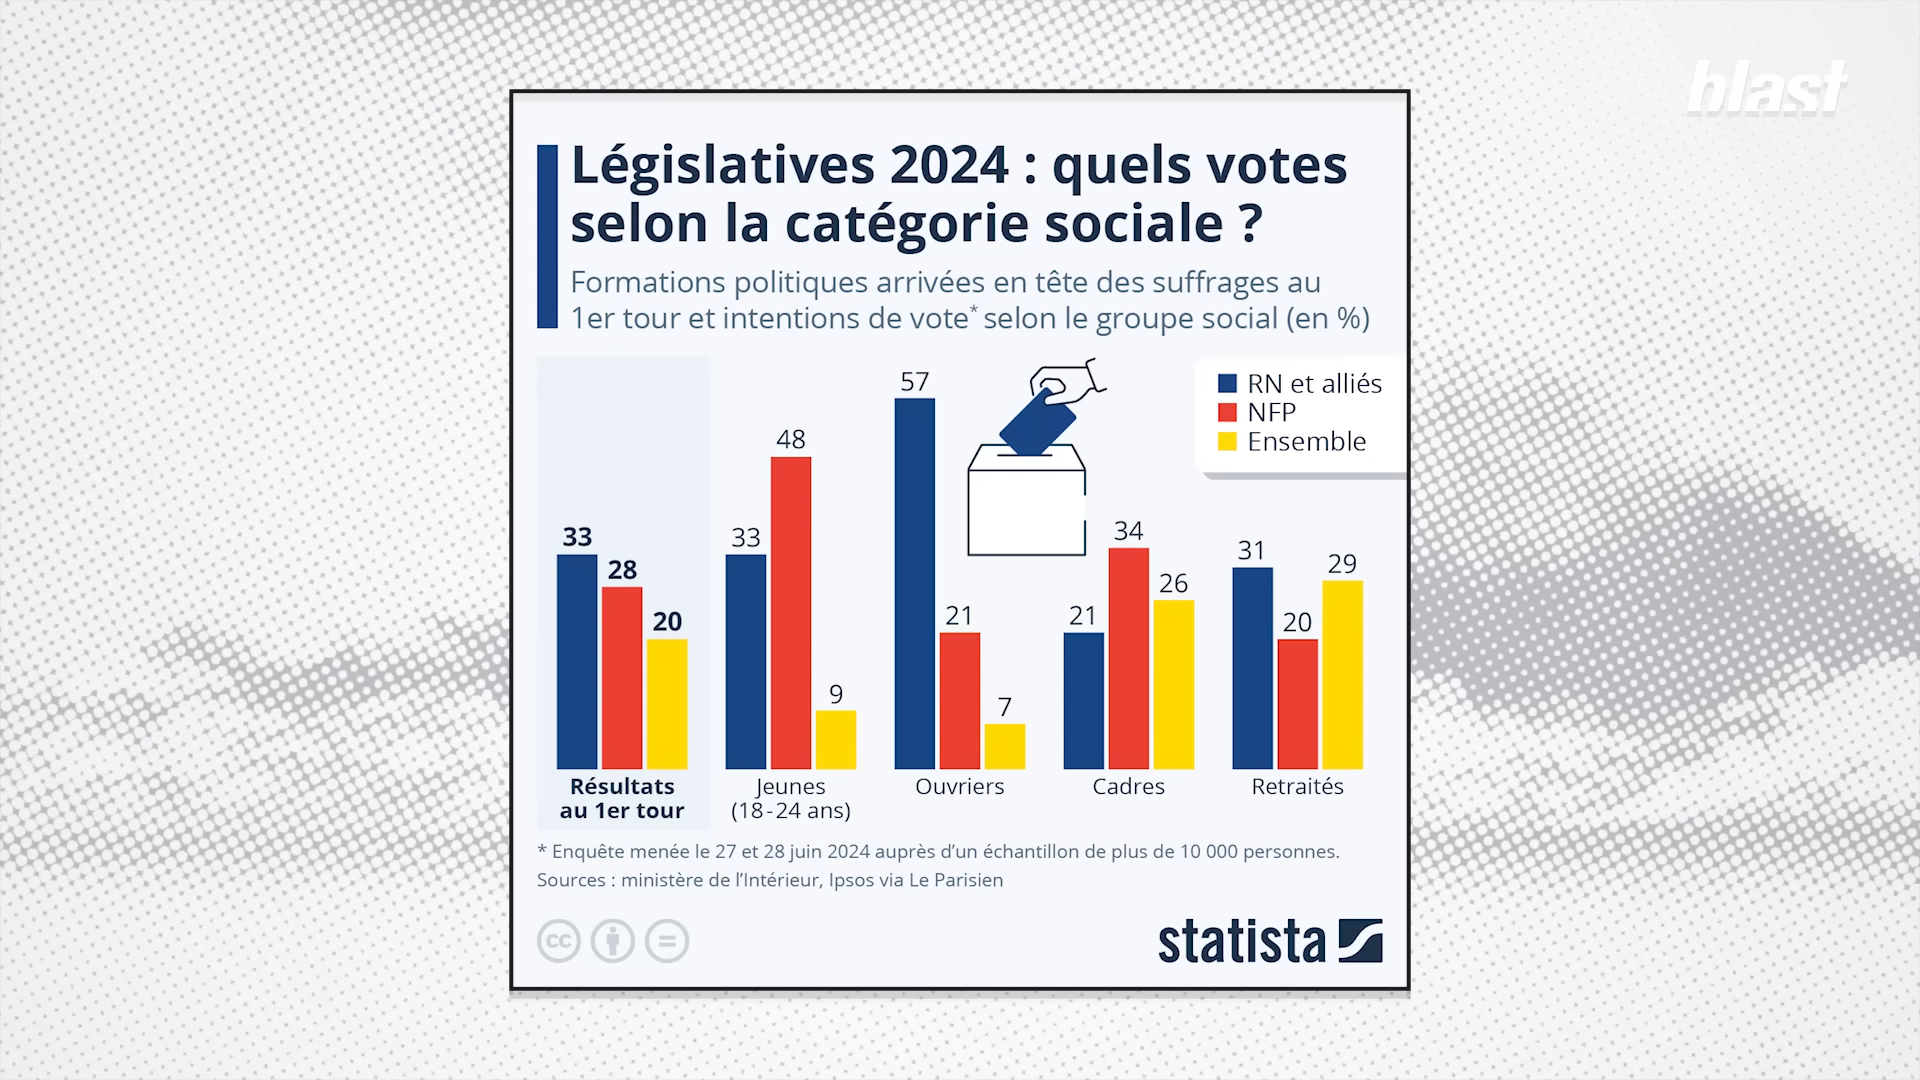 blast
Législatives 2024 : quels votes
selon la catégorie sociale ?
Formations politiques arrivées en tête des suffrages au
1er tour et intentions de vote* selon le groupe social (en %)
RN et alliés
NFP
Ensemble
33
28
20
33
48
9
57
21
7
21
34
26
31
20
29
Résultats
au 1er tour
Jeunes
(18-24 ans)
Ouvriers
Cadres
Retraités
* Enquête menée le 27 et 28 juin 2024 auprès d’un échantillon de plus de 10 000 personnes.
Sources : ministère de l’Intérieur, Ipsos via Le Parisien
cc
statista